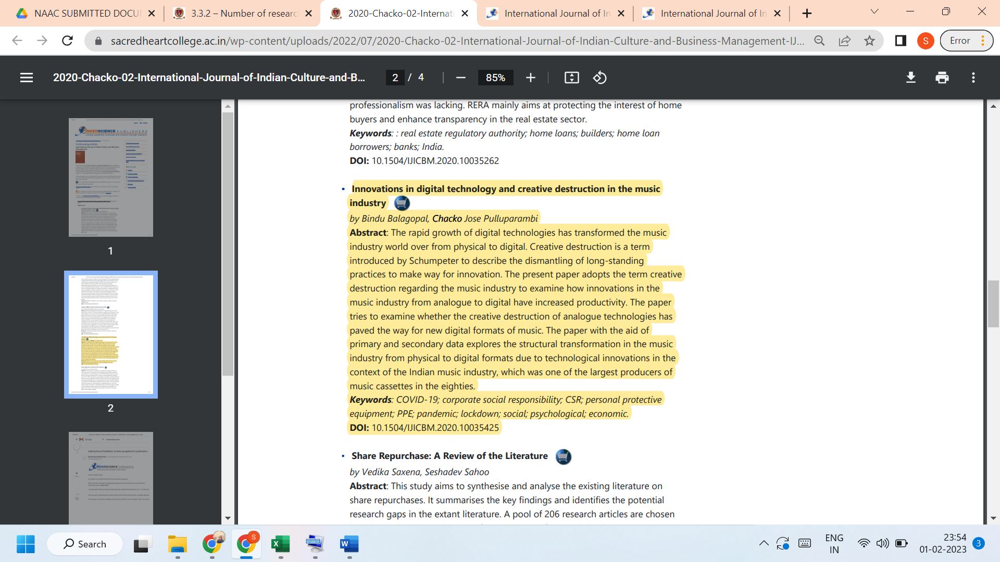 NAAC SUBMITTED DOCU
3.3.2 – Number of researc
2020-Chacko-02-Internati
International Journal of In
International Journal of In
sacredheartcollege.ac.in/wp-content/uploads/2022/07/2020-Chacko-02-International-Journal-of-Indian-Culture-and-Business-Management-IJ...
S
Error
2020-Chacko-02-International-Journal-of-Indian-Culture-and-B...
2 / 4
85%
INDERSCIENCE PUBLISHERS
1
2
professionalism was lacking. RERA mainly aims at protecting the interest of home
buyers and enhance transparency in the real estate sector.
Keywords: : real estate regulatory authority; home loans; builders; home loan
borrowers; banks; India.
DOI: 10.1504/IJICBM.2020.10035262
• Innovations in digital technology and creative destruction in the music
industry
by Bindu Balagopal, Chacko Jose Pulluparambi
Abstract: The rapid growth of digital technologies has transformed the music
industry world over from physical to digital. Creative destruction is a term
introduced by Schumpeter to describe the dismantling of long-standing
practices to make way for innovation. The present paper adopts the term creative
destruction regarding the music industry to examine how innovations in the
music industry from analogue to digital have increased productivity. The paper
tries to examine whether the creative destruction of analogue technologies has
paved the way for new digital formats of music. The paper with the aid of
primary and secondary data explores the structural transformation in the music
industry from physical to digital formats due to technological innovations in the
context of the Indian music industry, which was one of the largest producers of
music cassettes in the eighties.
Keywords: COVID-19; corporate social responsibility; CSR; personal protective
equipment; PPE; pandemic; lockdown; social; psychological; economic.
DOI: 10.1504/IJICBM.2020.10035425
• Share Repurchase: A Review of the Literature
by Vedika Saxena, Seshadev Sahoo
Abstract: This study aims to synthesise and analyse the existing literature on
share repurchases. It summarises the key findings and identifies the potential
research gaps in the extant literature. A pool of 206 research articles are chosen
Search
S
ENG
IN
23:54
01-02-2023
3